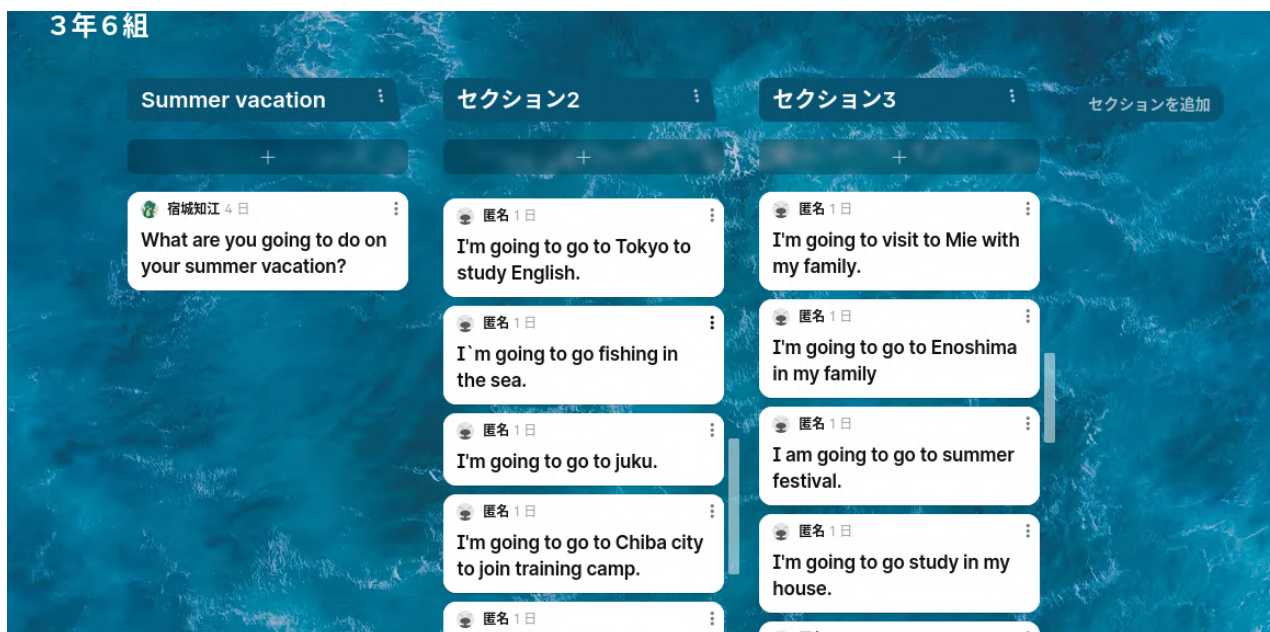 ３年６組
Summer vacation
+
宿城知江 4 日
What are you going to do on
your summer vacation?
セクション2
+
匿名 1 日
I'm going to go to Tokyo to
study English.
匿名 1 日
I`m going to go fishing in
the sea.
匿名 1 日
I'm going to go to juku.
匿名 1 日
I'm going to go to Chiba city
to join training camp.
匿名 1 日
セクション3
+
匿名 1 日
I'm going to visit to Mie with
my family.
匿名 1 日
I'm going to go to Enoshima
in my family
匿名 1 日
I am going to go to summer
festival.
匿名 1 日
I'm going to go study in my
house.
セクションを追加